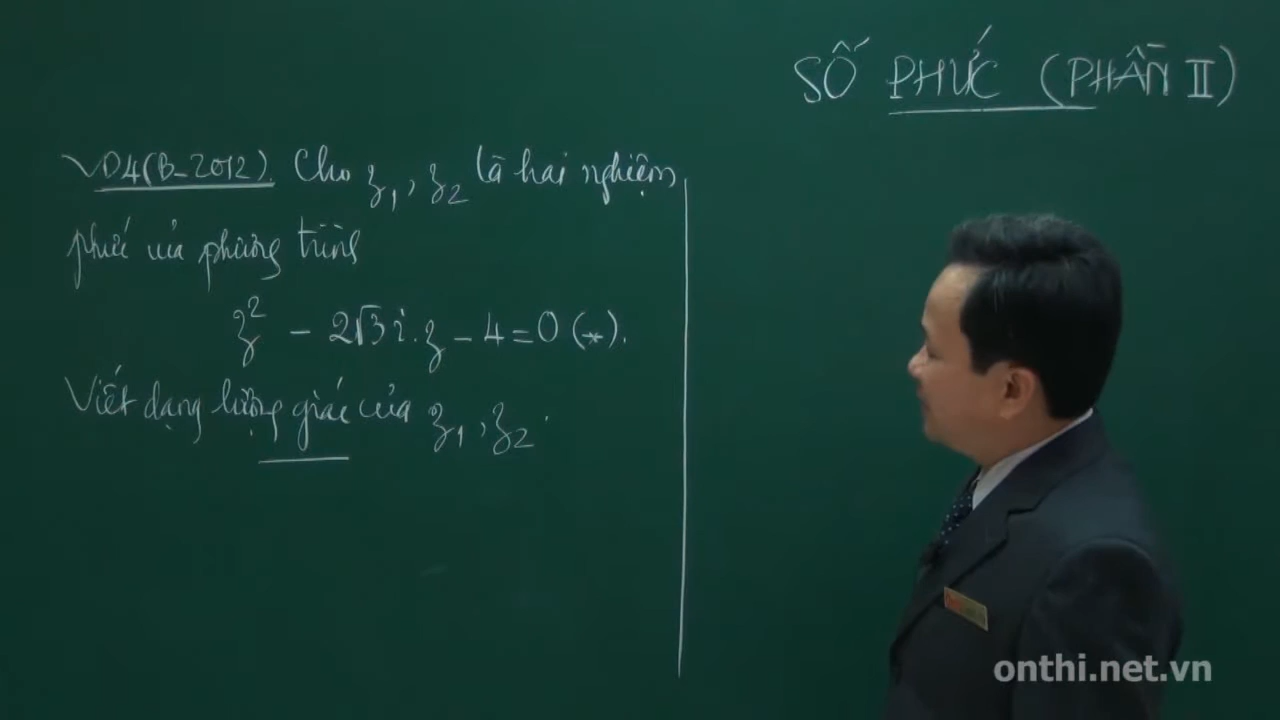 SỐ PHỨC (PHẦN II)
VD4(B-2012). Cho z₁, z₂ là hai nghiệm
phức của phương trình
z² - 2√3 i.z - 4 = 0 (*).
Viết dạng lượng giác của z₁, z₂.
onthi.net.vn